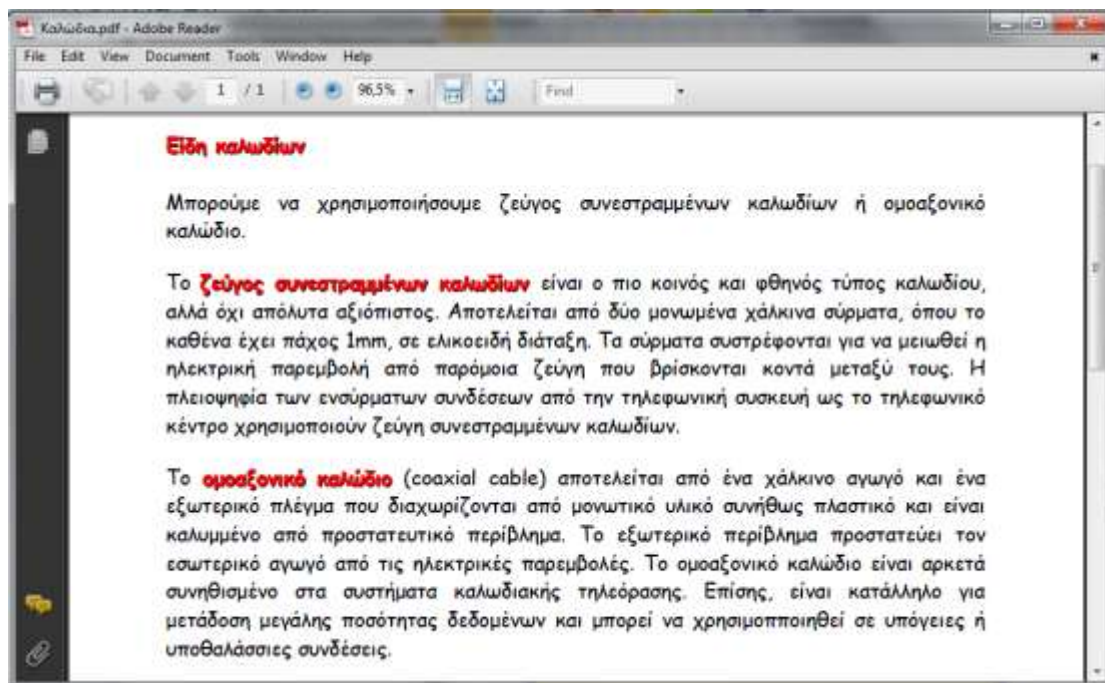 Καλώδια.pdf - Adobe Reader
File Edit View Document Tools Window Help
1 / 1 96,5% Find
Είδη καλωδίων
Μπορούμε να χρησιμοποιήσουμε ζεύγος συνεστραμμένων καλωδίων ή ομοαξονικό
καλώδιο.
Το ζεύγος συνεστραμμένων καλωδίων είναι ο πιο κοινός και φθηνός τύπος καλωδίου,
αλλά όχι απόλυτα αξιόπιστος. Αποτελείται από δύο μονωμένα χάλκινα σύρματα, όπου το
καθένα έχει πάχος 1mm, σε ελικοειδή διάταξη. Τα σύρματα συστρέφονται για να μειωθεί η
ηλεκτρική παρεμβολή από παρόμοια ζεύγη που βρίσκονται κοντά μεταξύ τους. Η
πλειοψηφία των ενσύρματων συνδέσεων από την τηλεφωνική συσκευή ως το τηλεφωνικό
κέντρο χρησιμοποιούν ζεύγη συνεστραμμένων καλωδίων.
Το ομοαξονικό καλώδιο (coaxial cable) αποτελείται από ένα χάλκινο αγωγό και ένα
εξωτερικό πλέγμα που διαχωρίζονται από μονωτικό υλικό συνήθως πλαστικό και είναι
καλυμμένο από προστατευτικό περίβλημα. Το εξωτερικό περίβλημα προστατεύει τον
εσωτερικό αγωγό από τις ηλεκτρικές παρεμβολές. Το ομοαξονικό καλώδιο είναι αρκετά
συνηθισμένο στα συστήματα καλωδιακής τηλεόρασης. Επίσης, είναι κατάλληλο για
μετάδοση μεγάλης ποσότητας δεδομένων και μπορεί να χρησιμοπποιηθεί σε υπόγειες ή
υποθαλάσσιες συνδέσεις.